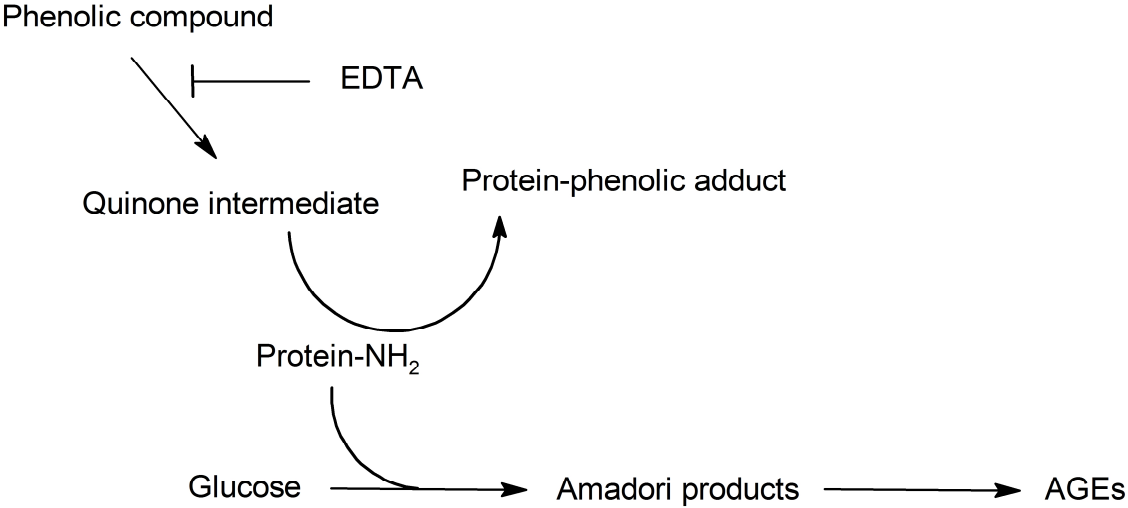 Phenolic compound
EDTA
Protein-phenolic adduct
Quinone intermediate
Protein-NH₂
Glucose
Amadori products
AGEs